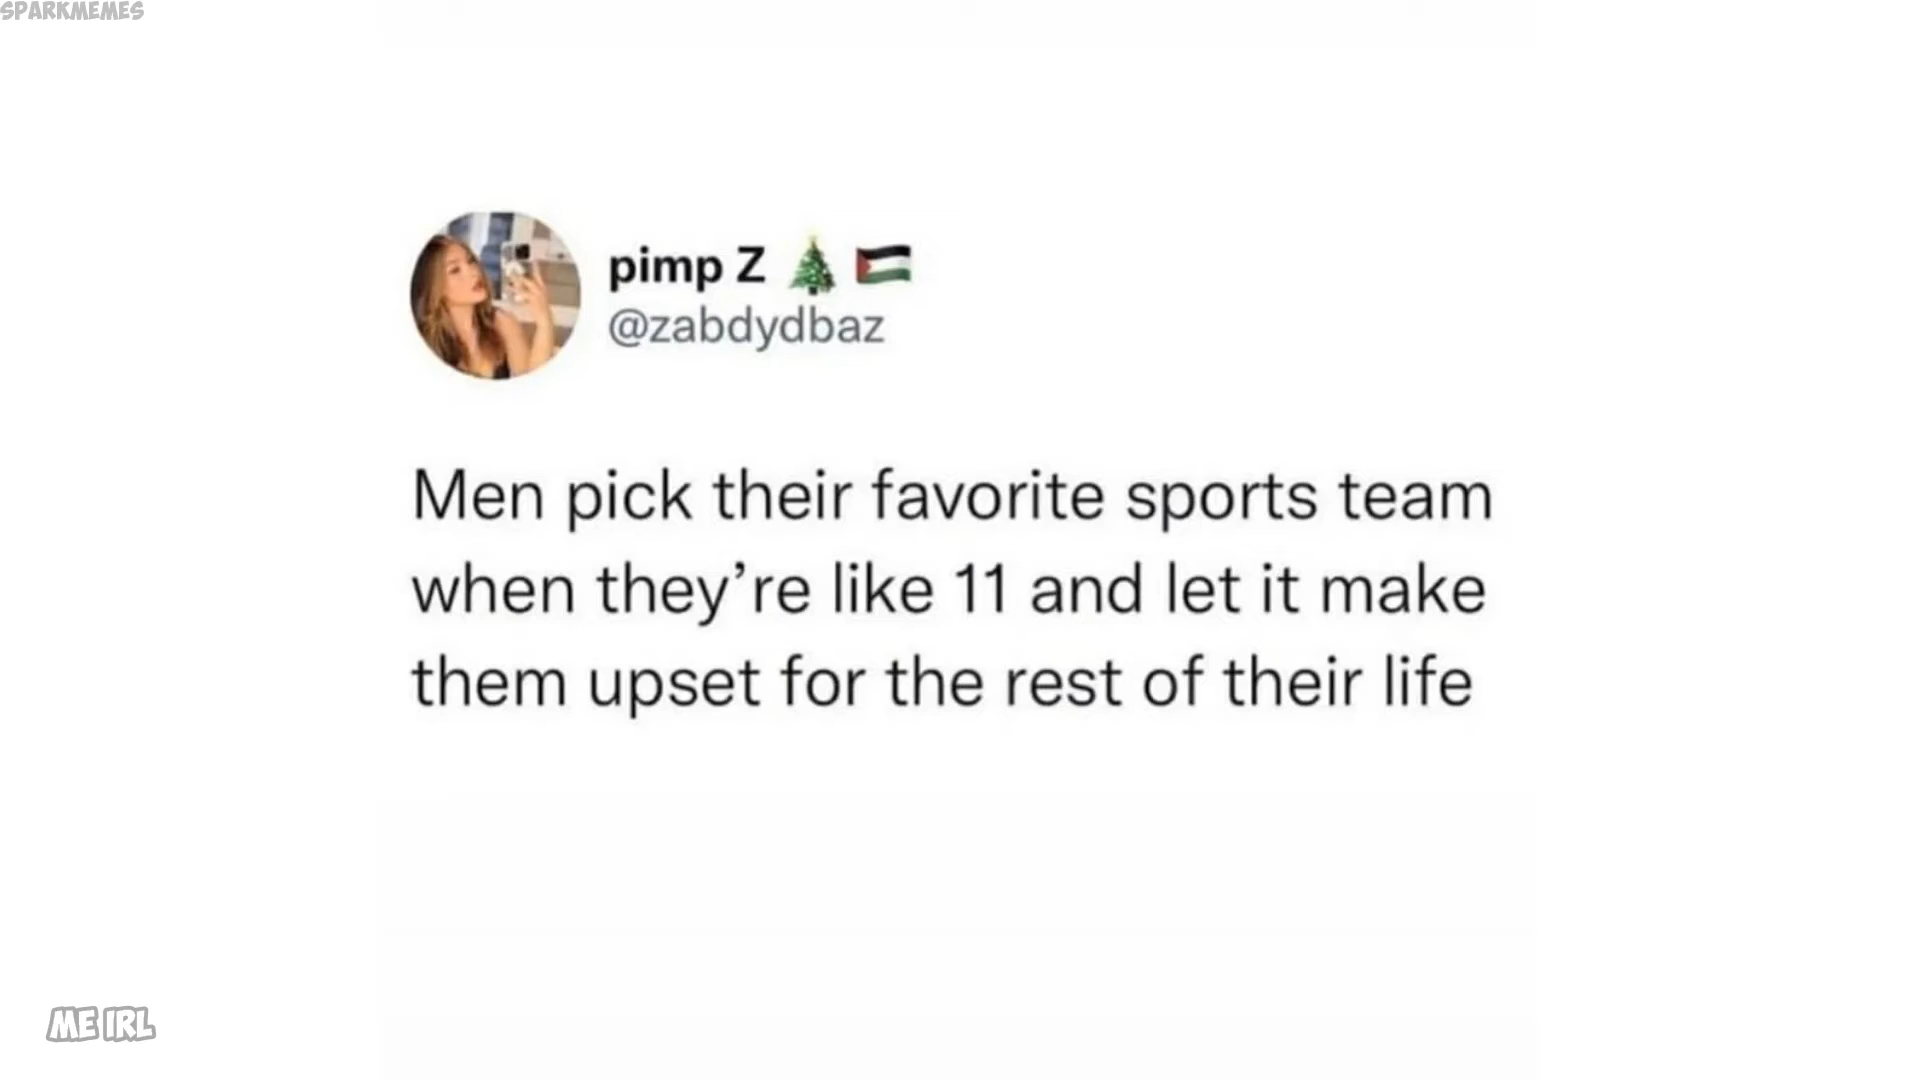 SPARKMEMES
pimp Z 🎄 🇵🇸
@zabdydbaz
Men pick their favorite sports team
when they’re like 11 and let it make
them upset for the rest of their life
ME IRL